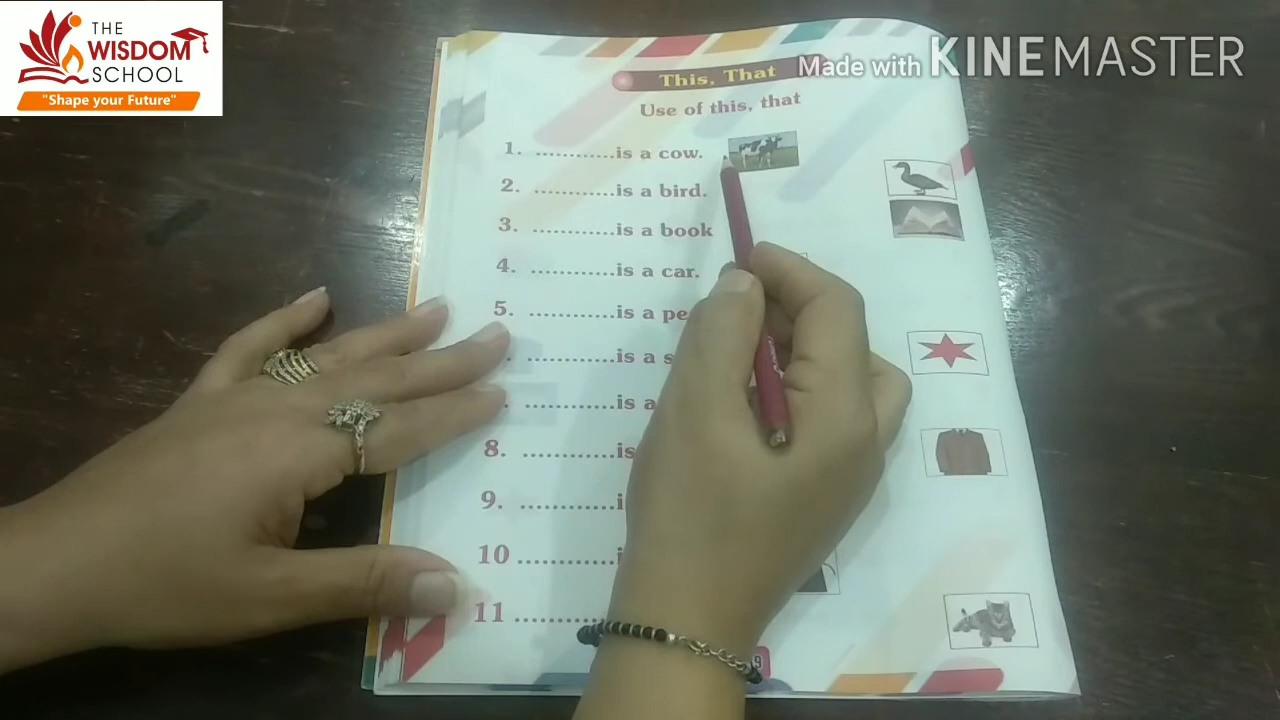 THE
WISDOM
SCHOOL
"Shape your Future"
Made with KINEMASTER
This, That
Use of this, that
1. ............is a cow.
2. ............is a bird.
3. ............is a book
4. ............is a car.
5. ............is a
............is a
............is
8. ............is
9. ............
10 ............
11 ............